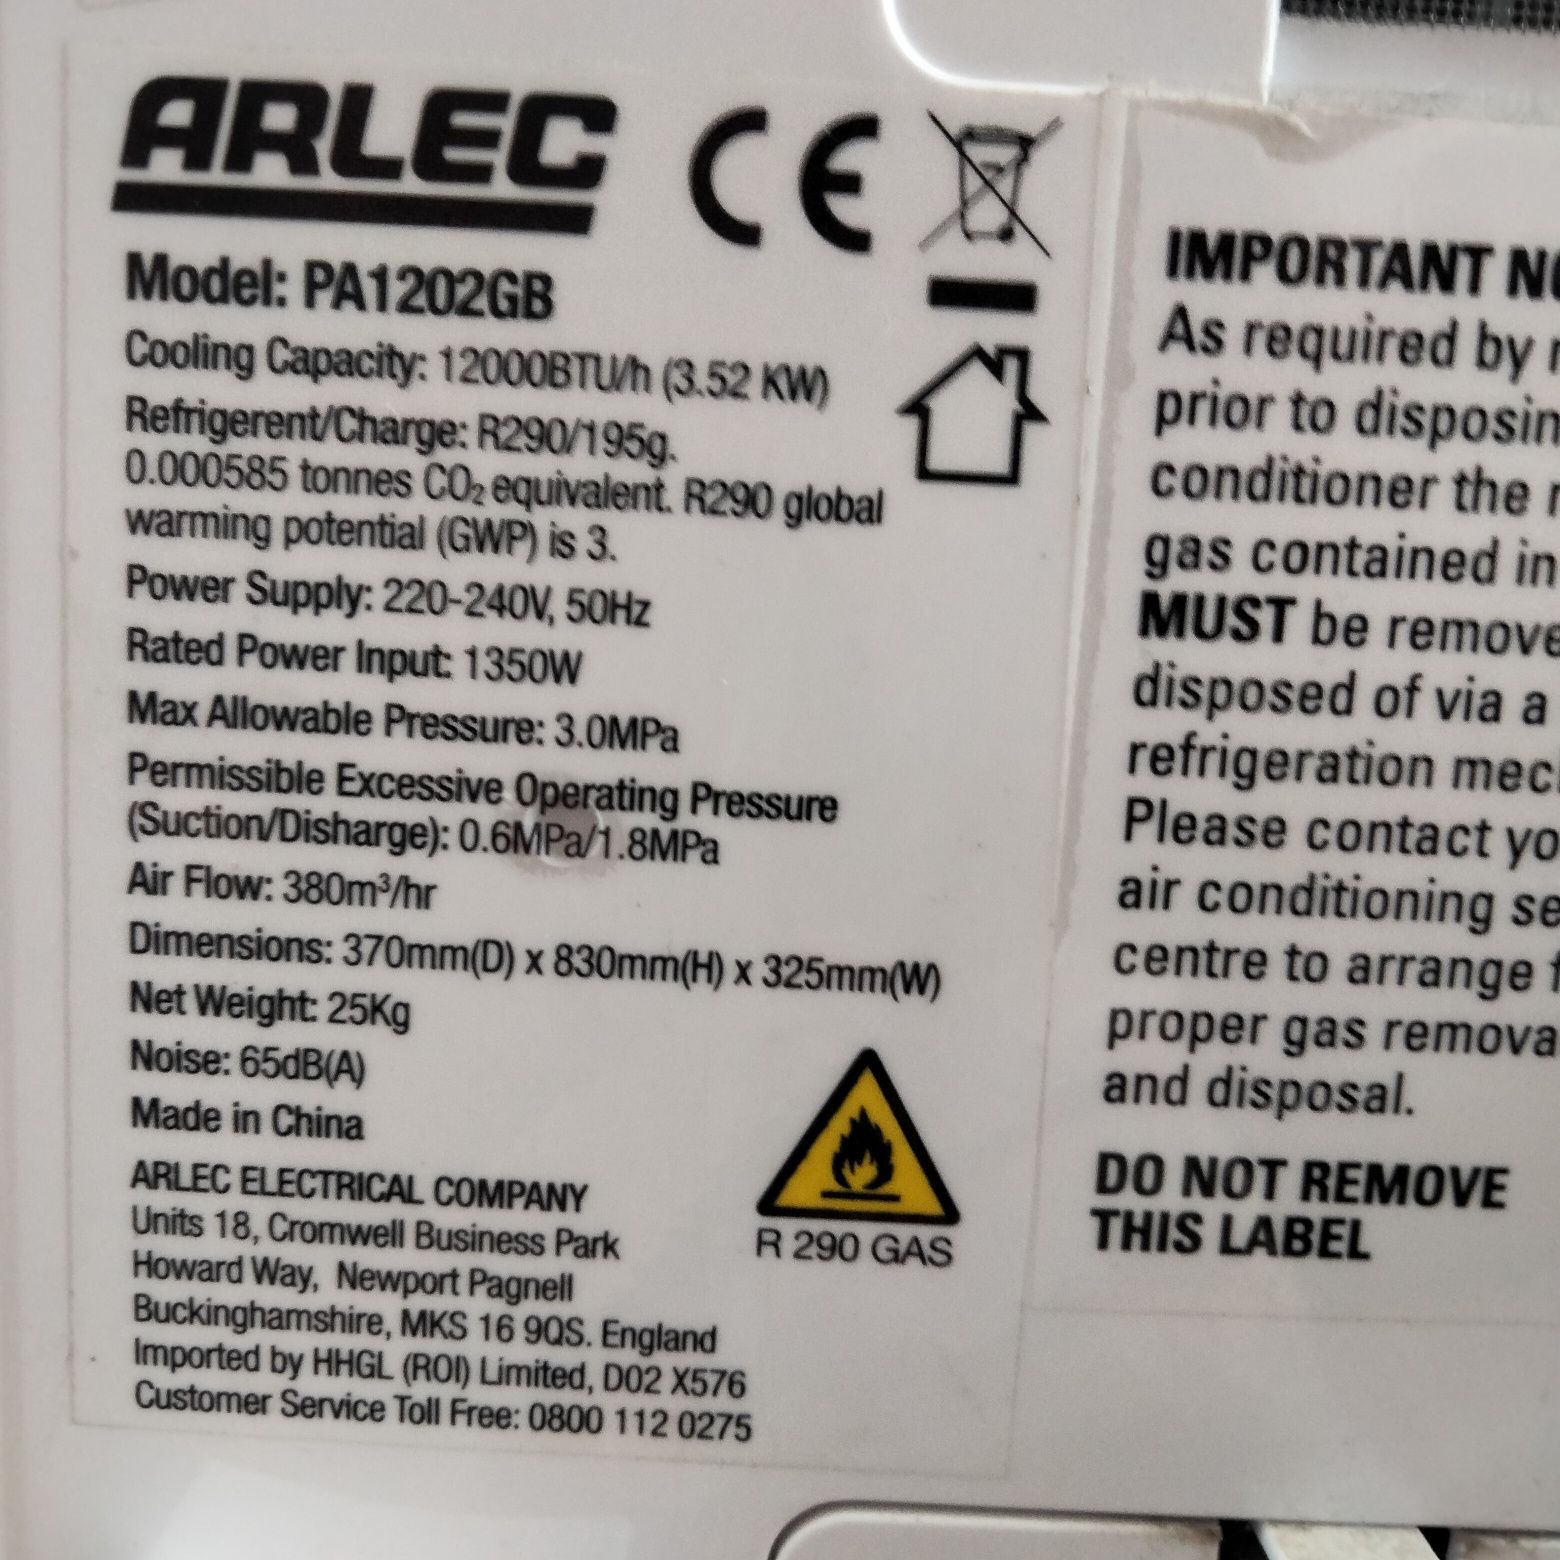 ARLEC
CE
Model: PA1202GB
Cooling Capacity: 12000BTU/h (3.52 KW)
Refrigerent/Charge: R290/195g.
0.000585 tonnes CO₂ equivalent. R290 global
warming potential (GWP) is 3.
Power Supply: 220-240V, 50Hz
Rated Power Input: 1350W
Max Allowable Pressure: 3.0MPa
Permissible Excessive Operating Pressure
(Suction/Disharge): 0.6MPa/1.8MPa
Air Flow: 380m³/hr
Dimensions: 370mm(D) x 830mm(H) x 325mm(W)
Net Weight: 25Kg
Noise: 65dB(A)
Made in China
ARLEC ELECTRICAL COMPANY
Units 18, Cromwell Business Park
Howard Way, Newport Pagnell
Buckinghamshire, MKS 16 9QS. England
Imported by HHGL (ROI) Limited, D02 X576
Customer Service Toll Free: 0800 112 0275
R 290 GAS
IMPORTANT
As required by
prior to
conditioner the
gas contained in
MUST be
disposed of via a
refrigeration
Please contact
air conditioning
centre to arrange
proper gas
and disposal.
DO NOT REMOVE
THIS LABEL